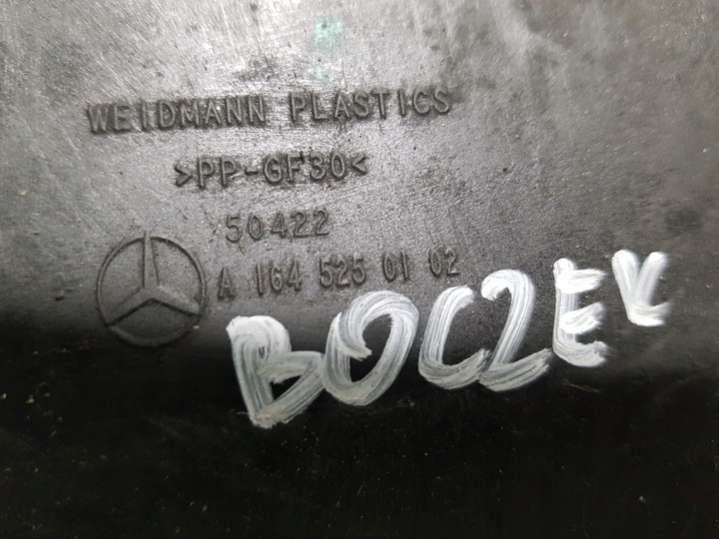 WEIDMANN PLASTICS
>PP-GF30<
50422
A 164 525 01 02
BOCZEK